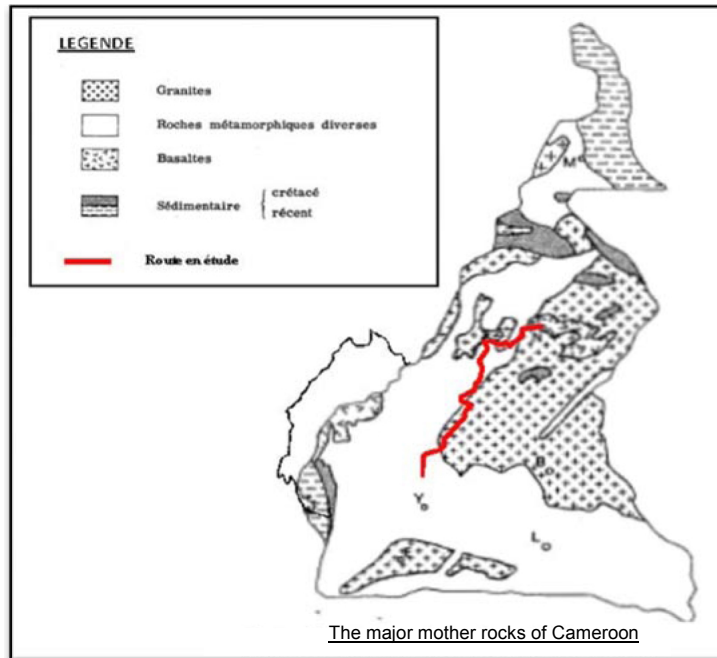 LEGENDE
Granites
Roches métamorphiques diverses
Basaltes
Sédimentaire { crétacé
récent
Route en étude
M
B
Y
L
The major mother rocks of Cameroon